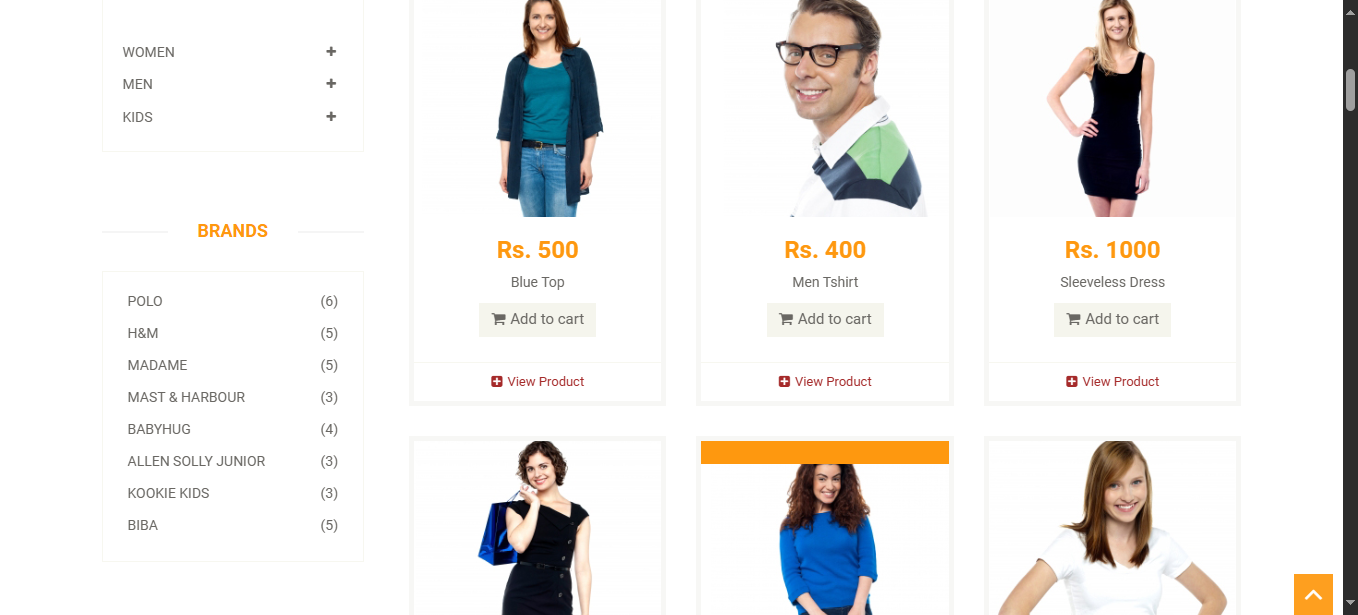 WOMEN
MEN
KIDS
BRANDS
POLO (6)
H&M (5)
MADAME (5)
MAST & HARBOUR (3)
BABYHUG (4)
ALLEN SOLLY JUNIOR (3)
KOOKIE KIDS (3)
BIBA (5)
Rs. 500
Blue Top
Add to cart
View Product
Rs. 400
Men Tshirt
Add to cart
View Product
Rs. 1000
Sleeveless Dress
Add to cart
View Product